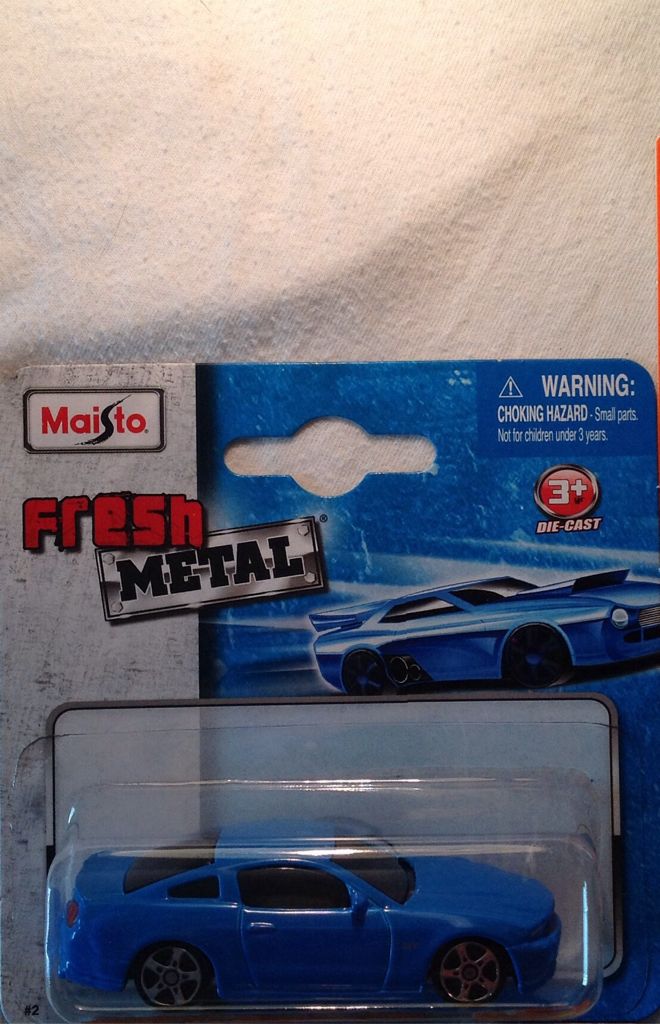 Maisto
Fresh
METAL®
WARNING:
CHOKING HAZARD - Small parts.
Not for children under 3 years.
3+
DIE-CAST
#2